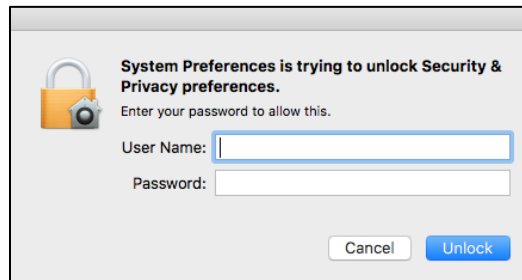 System Preferences is trying to unlock Security &
Privacy preferences.
Enter your password to allow this.
User Name:
Password:
Cancel Unlock